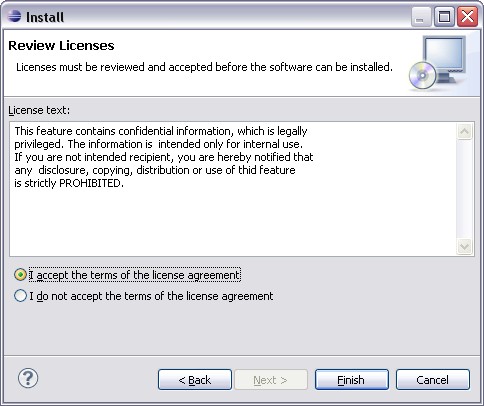 Install
Review Licenses
Licenses must be reviewed and accepted before the software can be installed.
License text:
This feature contains confidential information, which is legally
privileged. The information is  intended only for internal use.
If you are not intended recipient, you are hereby notified that
any  disclosure, copying, distribution or use of thid feature
is strictly PROHIBITED.
I accept the terms of the license agreement
I do not accept the terms of the license agreement
? < Back Next > Finish Cancel